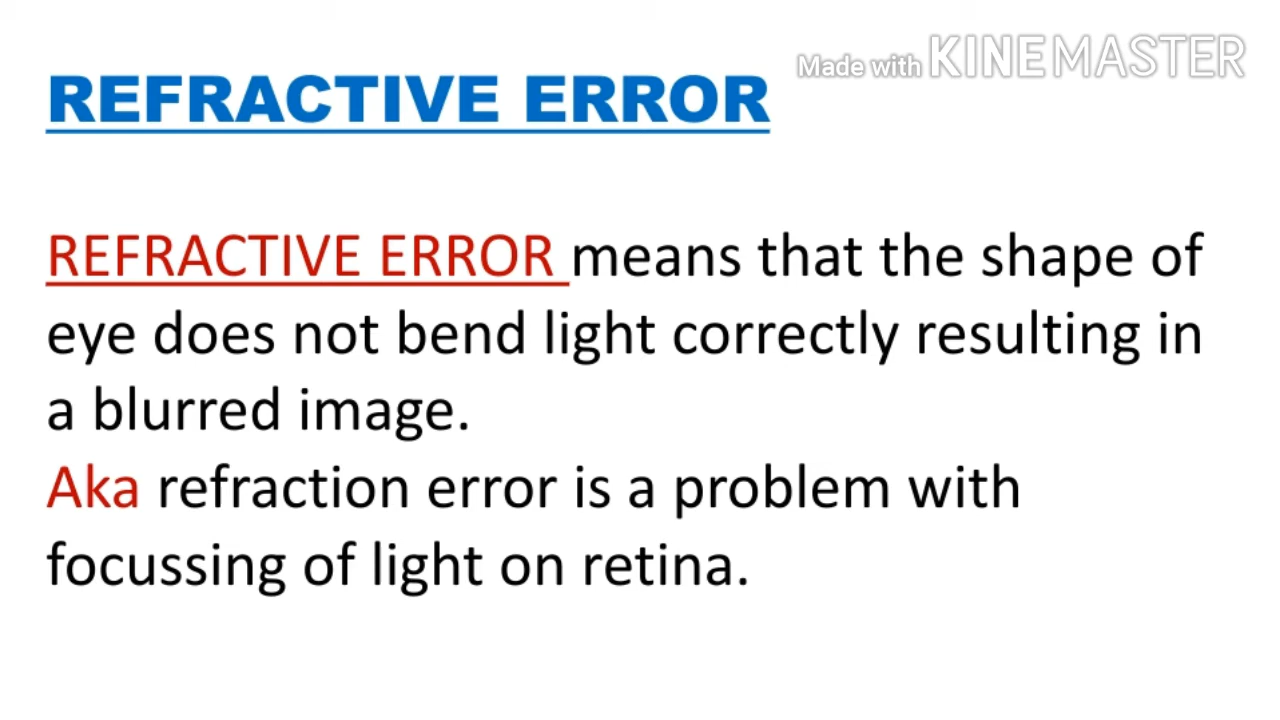 Made with KINEMASTER
REFRACTIVE ERROR
REFRACTIVE ERROR means that the shape of
eye does not bend light correctly resulting in
a blurred image.
Aka refraction error is a problem with
focussing of light on retina.